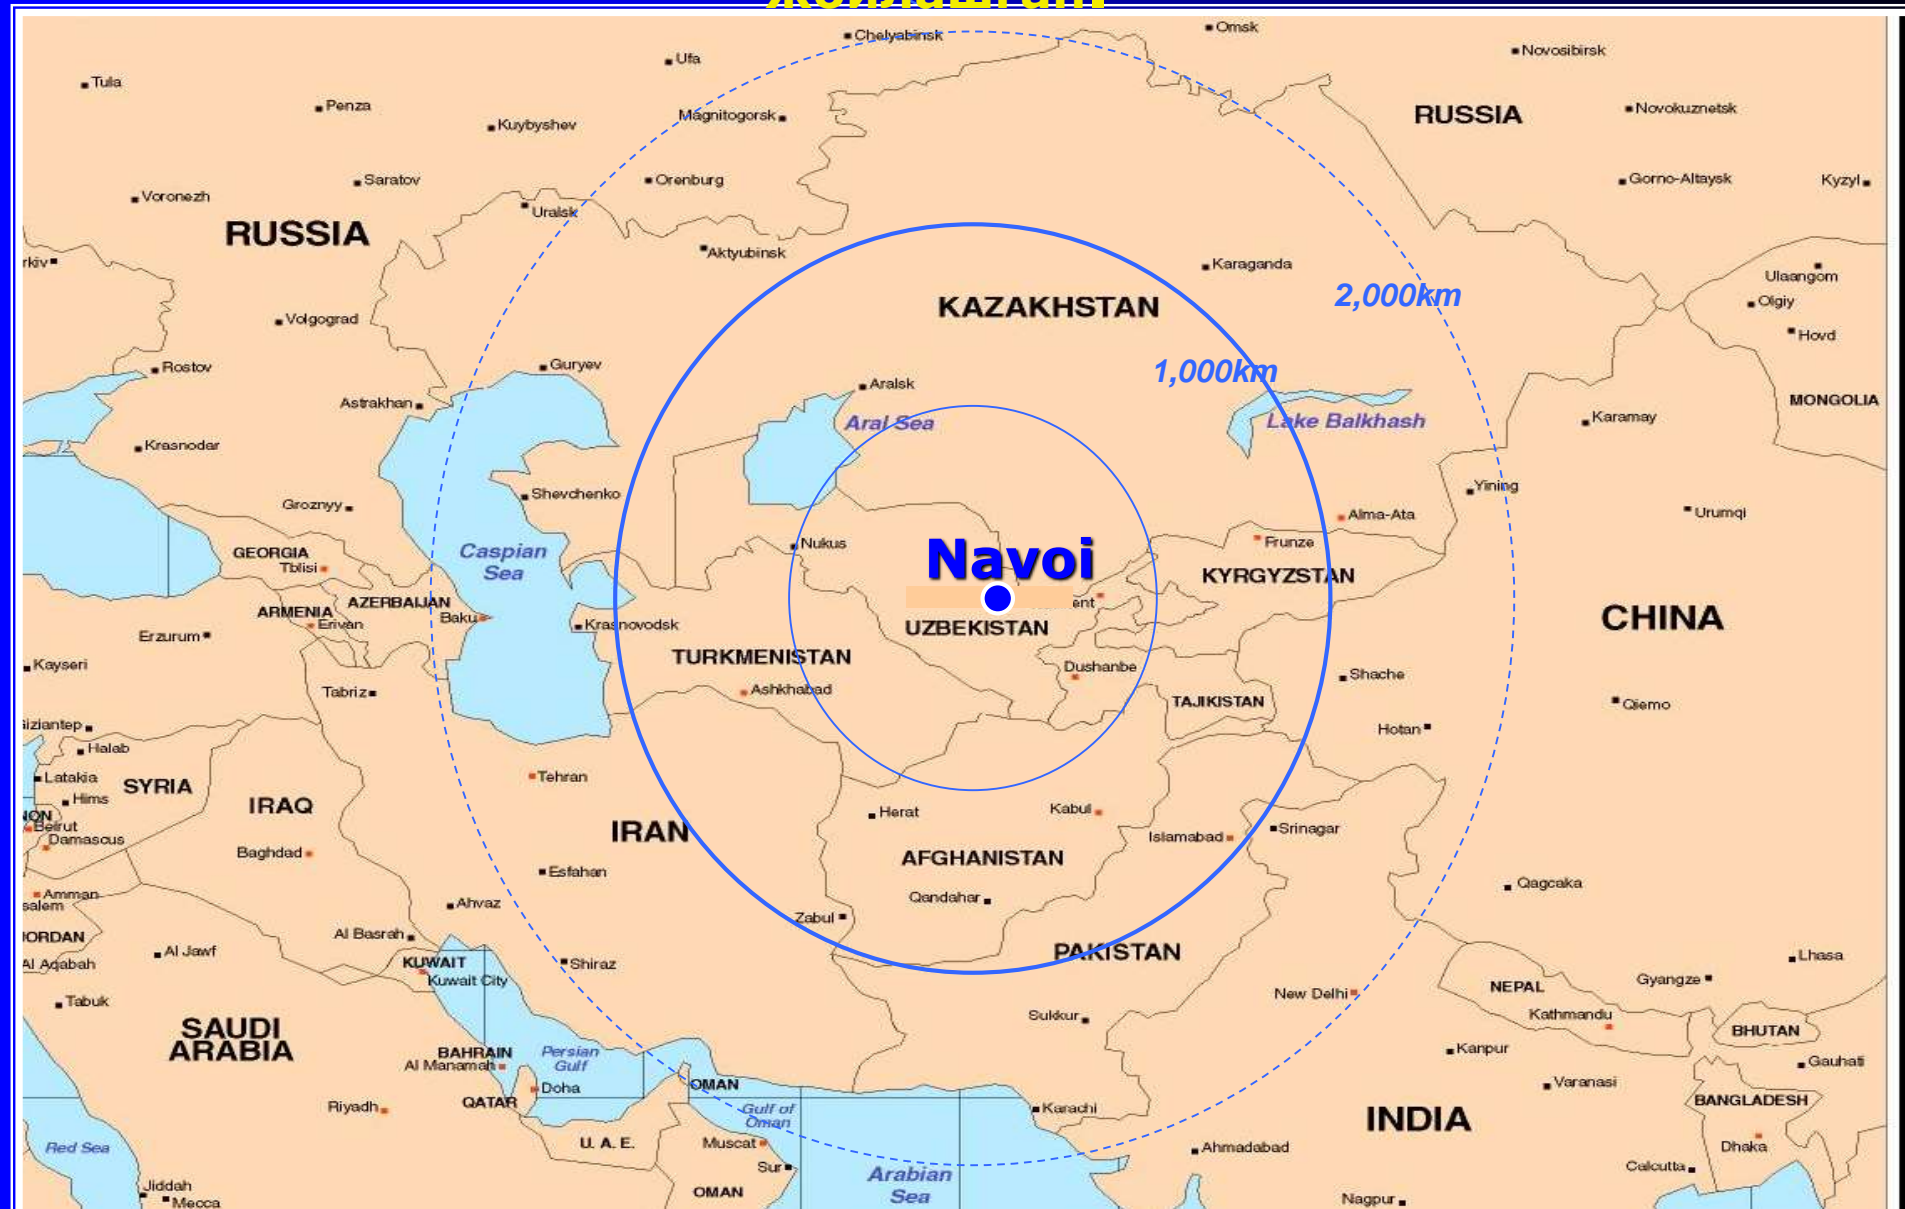 Chelyabinsk
Omsk
Novosibirsk
Ufa
Tula
Penza
Kuybyshev
Magnitogorsk
RUSSIA
Novokuznetsk
Saratov
Orenburg
Gorno-Altaysk
Kyzyl
Voronezh
Uralsk
RUSSIA
Aktyubinsk
rkiv
Karaganda
Ulaangom
2,000km
Olgiy
KAZAKHSTAN
Volgograd
Hovd
Rostov
Guryev
1,000km
Aralsk
Astrakhan
MONGOLIA
Aral Sea
Lake Balkhash
Karamay
Krasnodar
Yining
Shevchenko
Groznyy
Alma-Ata
Urumqi
Nukus
Frunze
GEORGIA
Caspian
Sea
Navoi
Tblisi
KYRGYZSTAN
AZERBAIJAN
ARMENIA
Erivan
Baku
Krasnovodsk
ent
CHINA
Erzurum
UZBEKISTAN
Kayseri
TURKMENISTAN
Dushanbe
Shache
Tabriz
Ashkhabad
TAJIKISTAN
Qiemo
iziantep
Hotan
Halab
Latakia
Tehran
SYRIA
Hims
IRAQ
NON
Beirut
Herat
Kabul
Damascus
IRAN
Islamabad
Srinagar
Baghdad
AFGHANISTAN
Esfahan
Qandahar
Qagcaka
Amman
salem
Ahvaz
Zabul
JORDAN
Al Basrah
Al Jawf
PAKISTAN
Lhasa
Al Aqabah
KUWAIT
Shiraz
Kuwait City
NEPAL
Gyangze
New Delhi
Tabuk
Sukkur
Kathmandu
SAUDI
ARABIA
BHUTAN
BAHRAIN
Persian
Gulf
Kanpur
Al Manamah
Gauhati
Doha
OMAN
Varanasi
QATAR
Riyadh
Gulf of
Oman
Karachi
BANGLADESH
INDIA
U. A. E.
Muscat
Red Sea
Ahmadabad
Dhaka
Sur
Calcutta
Arabian
Sea
Jiddah
OMAN
Mecca
Nagpur